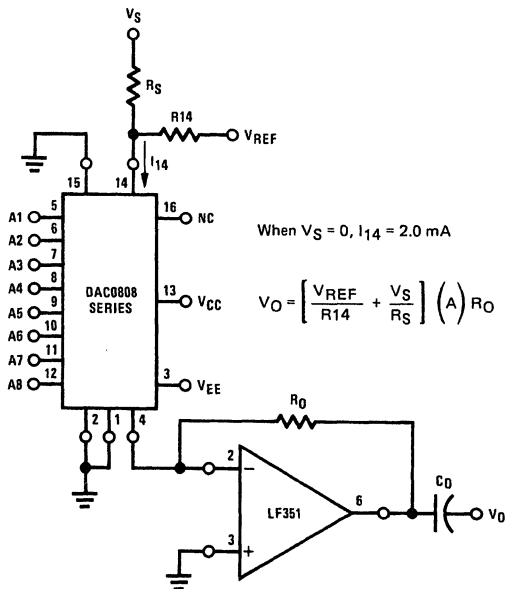 VS
RS
R14
VREF
I14
15
14
A1 5
A2 6
A3 7
A4 8
A5 9
A6 10
A7 11
A8 12
DAC0808
SERIES
16 NC
13 VCC
3 VEE
2 1 4
When VS = 0, I14 = 2.0 mA
VO = [ VREF / R14 + VS / RS ] (A) RO
RO
2 −
LF351
6
3 +
CO
VO